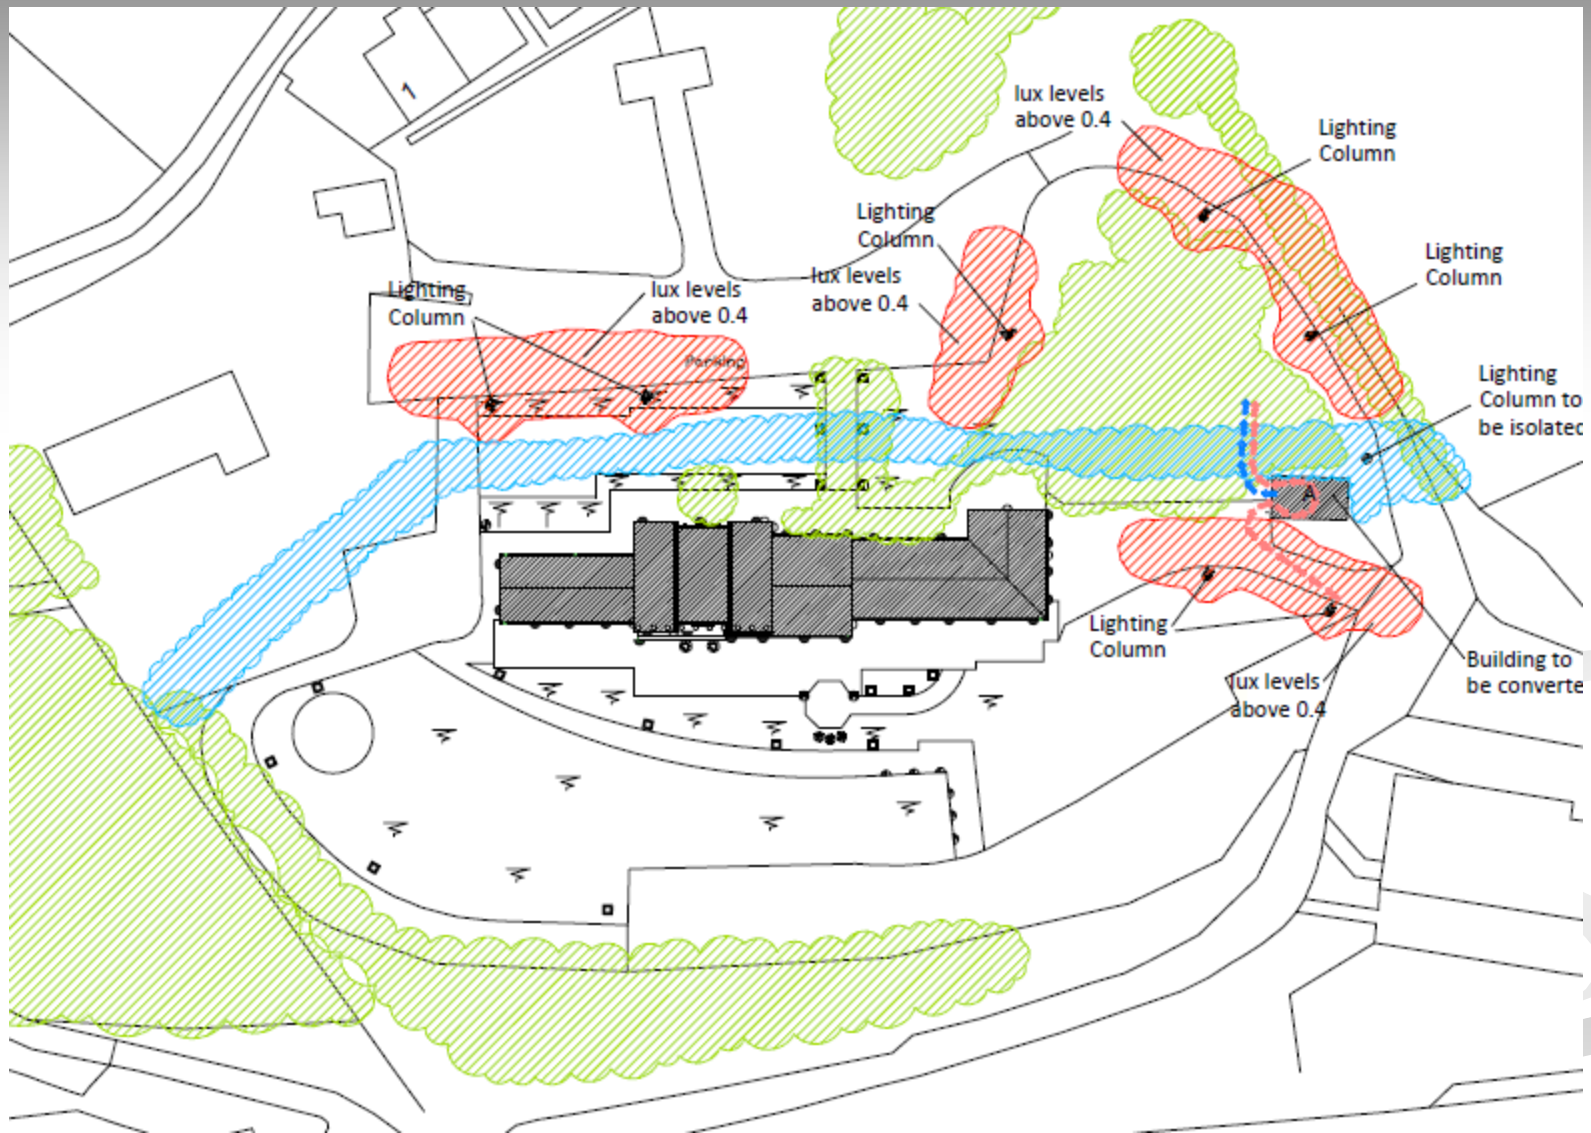 1
lux levels
above 0.4
Lighting
Column
Lighting
Column
Lighting
Column
lux levels
above 0.4
Lighting
Column
lux levels
above 0.4
Parking
Lighting
Column to
be isolated
A
Lighting
Column
Building to
be converte
lux levels
above 0.4